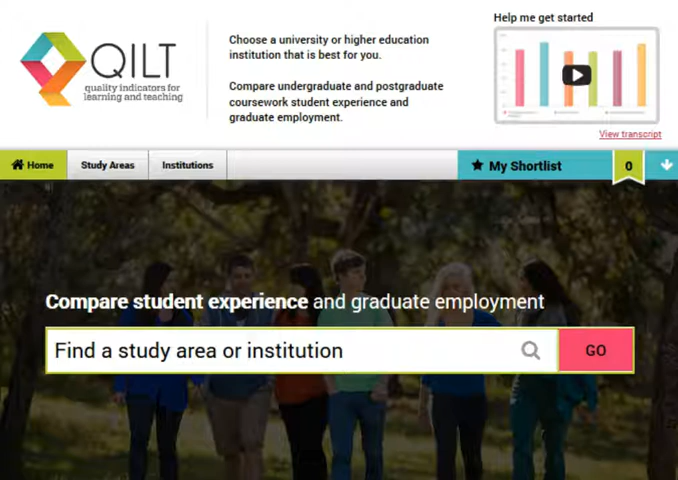 QILT
quality indicators for
learning and teaching
Choose a university or higher education
institution that is best for you.
Compare undergraduate and postgraduate
coursework student experience and
graduate employment.
Help me get started
View transcript
Home
Study Areas
Institutions
My Shortlist
0
Compare student experience and graduate employment
Find a study area or institution
GO